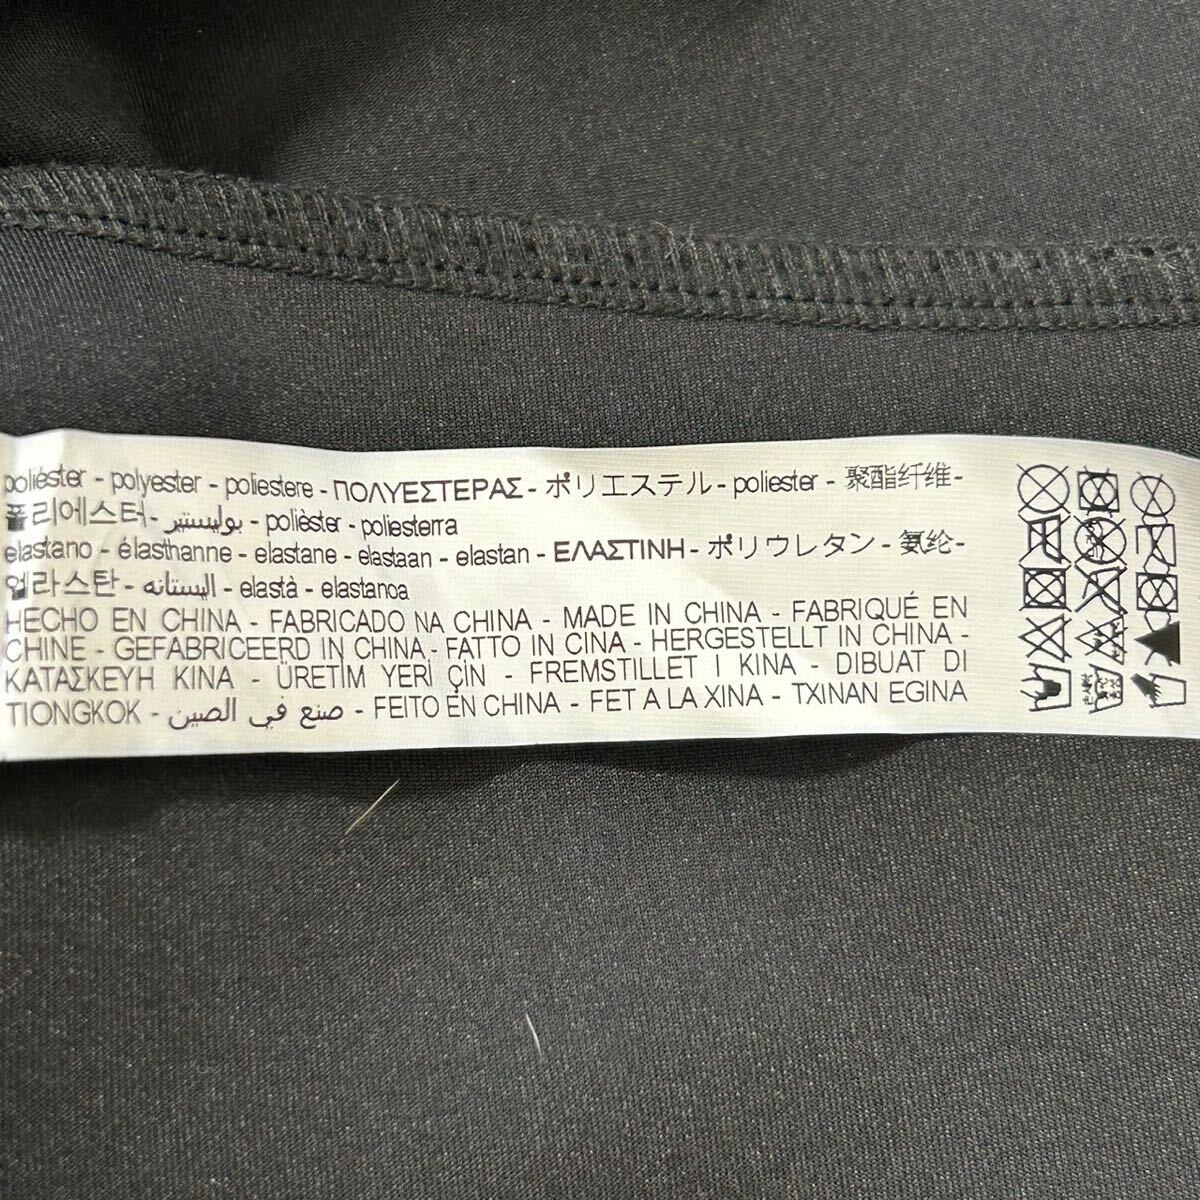 poliéster - polyester - poliestere - ΠΟΛΥΕΣΤΕΡΑΣ - ポリエステル - poliester - 聚酯纤维 -
폴리에스터 - بوليستير - polièster - poliesterra
elastano - élasthanne - elastane - elastaan - elastan - ΕΛΑΣΤΙΝΗ - ポリウレタン - 氨纶 -
엘라스탄 - اليستانه - elastà - elastanoa
HECHO EN CHINA - FABRICADO NA CHINA - MADE IN CHINA - FABRIQUÉ EN
CHINE - GEFABRICEERD IN CHINA - FATTO IN CINA - HERGESTELLT IN CHINA -
ΚΑΤΑΣΚΕΥΗ ΚΙΝΑ - ÜRETİM YERİ ÇİN - FREMSTILLET I KINA - DIBUAT DI
TIONGKOK - صنع في الصين - FEITO EN CHINA - FET A LA XINA - TXINAN EGINA